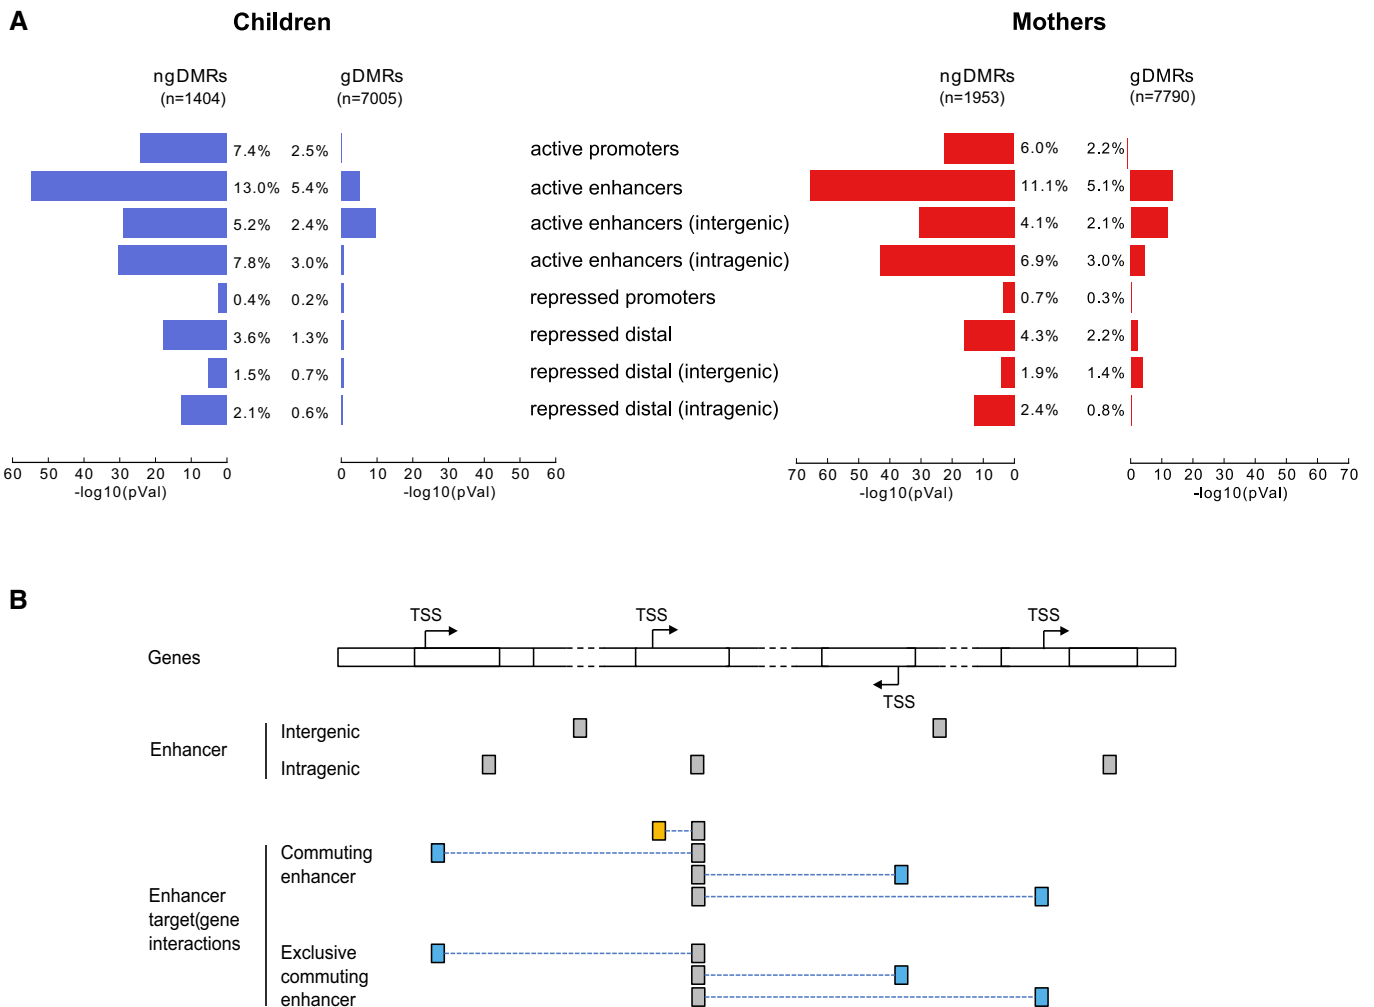 A
Children
Mothers
ngDMRs
(n=1404)
gDMRs
(n=7005)
ngDMRs
(n=1953)
gDMRs
(n=7790)
7.4% 2.5% active promoters 6.0% 2.2%
13.0% 5.4% active enhancers 11.1% 5.1%
5.2% 2.4% active enhancers (intergenic) 4.1% 2.1%
7.8% 3.0% active enhancers (intragenic) 6.9% 3.0%
0.4% 0.2% repressed promoters 0.7% 0.3%
3.6% 1.3% repressed distal 4.3% 2.2%
1.5% 0.7% repressed distal (intergenic) 1.9% 1.4%
2.1% 0.6% repressed distal (intragenic) 2.4% 0.8%
60 50 40 30 20 10 0
-log10(pVal)
0 10 20 30 40 50 60
-log10(pVal)
70 60 50 40 30 20 10 0
-log10(pVal)
0 10 20 30 40 50 60 70
-log10(pVal)
B
TSS TSS TSS
Genes
TSS
Enhancer
Intergenic
Intragenic
Enhancer
target(gene
interactions
Commuting
enhancer
Exclusive
commuting
enhancer